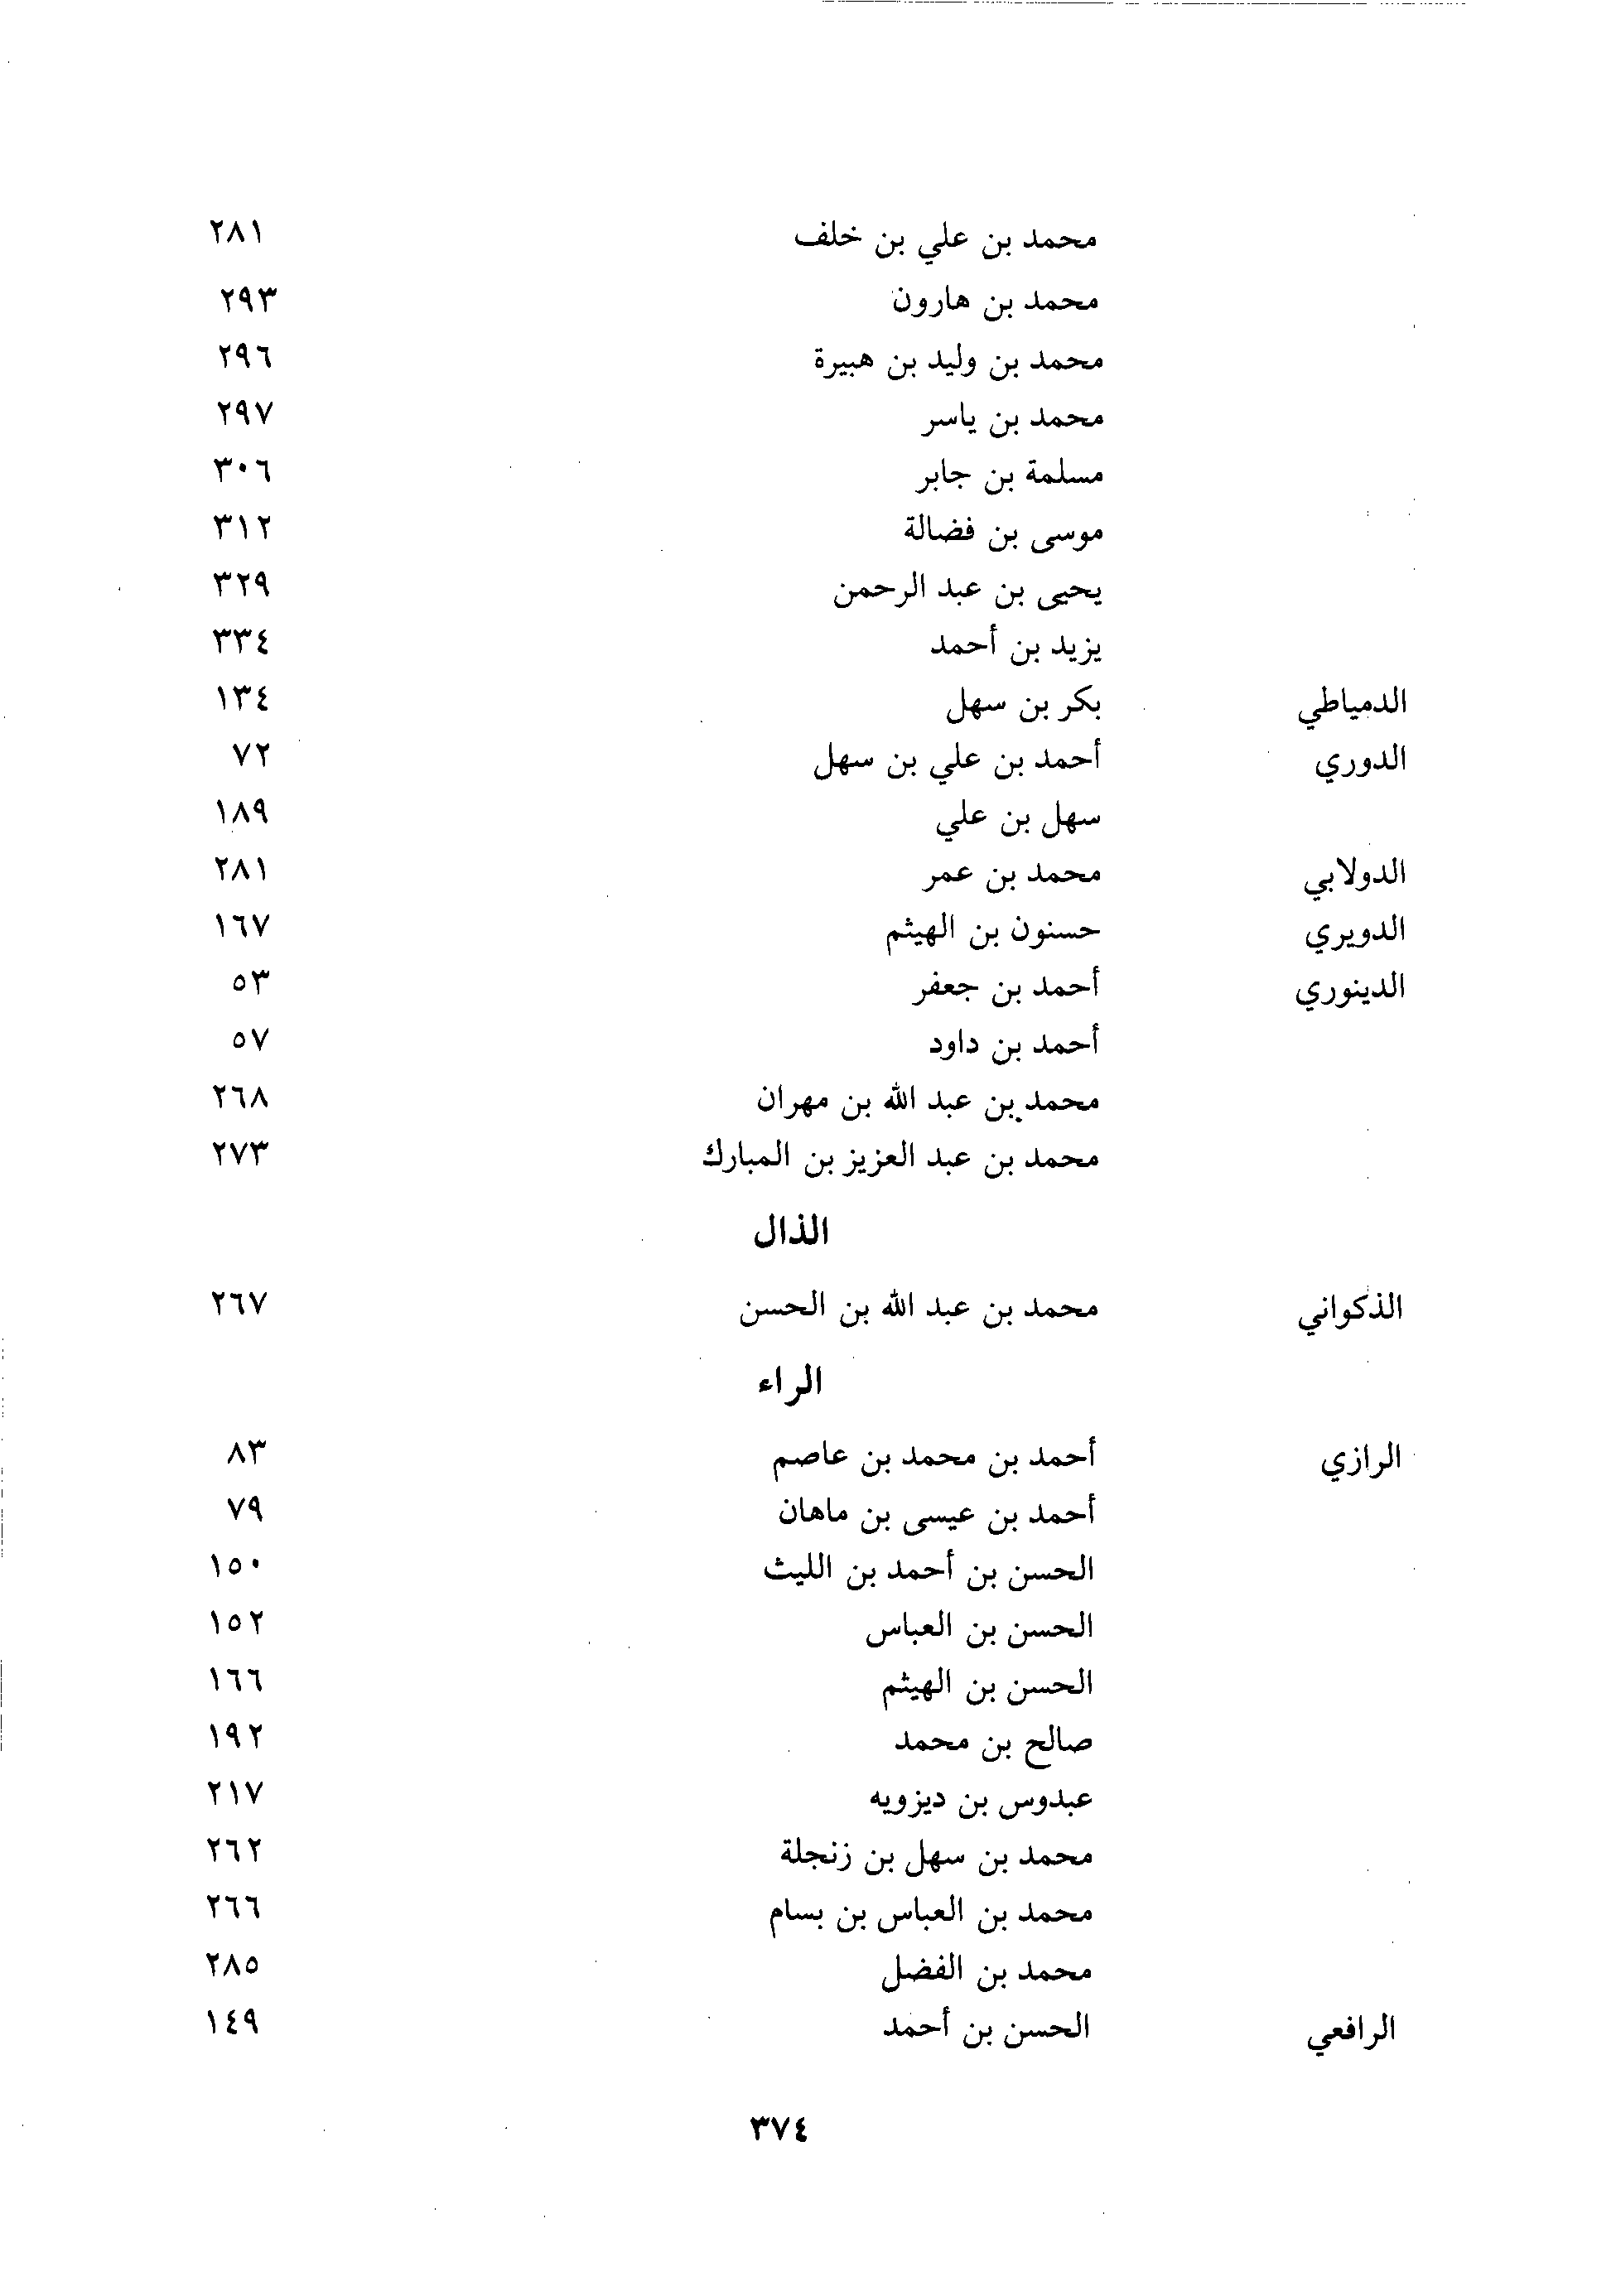 محمد بن علي بن خلف ٢٨١
محمد بن هارون ٢٩٣
محمد بن وليد بن هبيرة ٢٩٦
محمد بن ياسر ٢٩٧
مسلمة بن جابر ٣٠٦
موسى بن فضالة ٣١٢
يحيى بن عبد الرحمن ٣٢٩
يزيد بن أحمد ٣٣٤
الدمياطي بكر بن سهل ١٣٤
الدوري أحمد بن علي بن سهل ٧٢
سهل بن علي ١٨٩
الدولابي محمد بن عمر ٢٨١
الدويري حسنون بن الهيثم ١٦٧
الدينوري أحمد بن جعفر ٥٣
أحمد بن داود ٥٧
محمد بن عبد الله بن مهران ٢٦٨
محمد بن عبد العزيز بن المبارك ٢٧٣
الذال
الذكواني محمد بن عبد الله بن الحسن ٢٦٧
الراء
الرازي أحمد بن محمد بن عاصم ٨٣
أحمد بن عيسى بن ماهان ٧٩
الحسن بن أحمد بن الليث ١٥٠
الحسن بن العباس ١٥٢
الحسن بن الهيثم ١٦٦
صالح بن محمد ١٩٢
عبدوس بن ديزويه ٢١٧
محمد بن سهل بن زنجلة ٢٦٢
محمد بن العباس بن بسام ٢٦٦
محمد بن الفضل ٢٨٥
الرافعي الحسن بن أحمد ١٤٩
٣٧٤